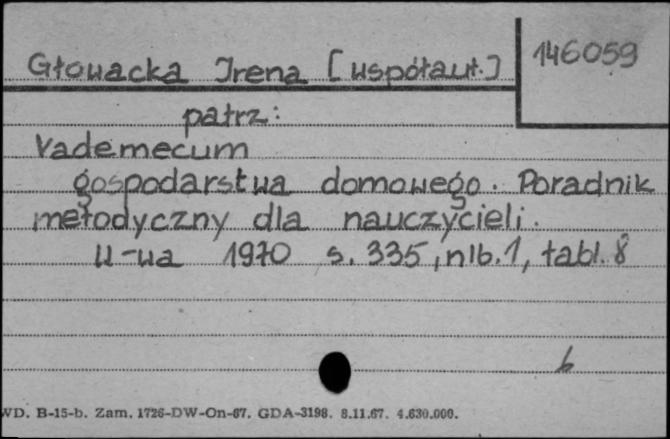 Głowacka Irena [współaut.] 146059
patrz:
Vademecum
gospodarstwa domowego. Poradnik
metodyczny dla nauczycieli.
W-wa 1970 s. 335, nlb. 1, tabl. 8
b
WD. B-15-b. Zam. 1726-DW-On-67. GDA-3198. 8.11.67. 4.630.000.